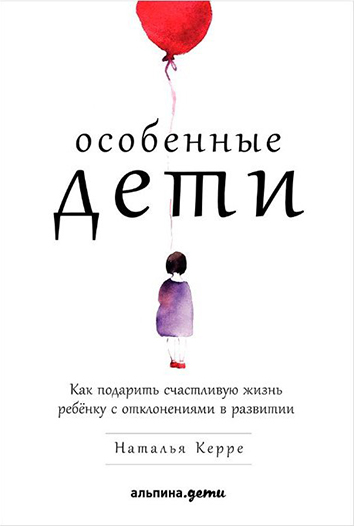 особенные
дети
Как подарить счастливую жизнь
ребёнку с отклонениями в развитии
Наталья Керре
альпина.дети